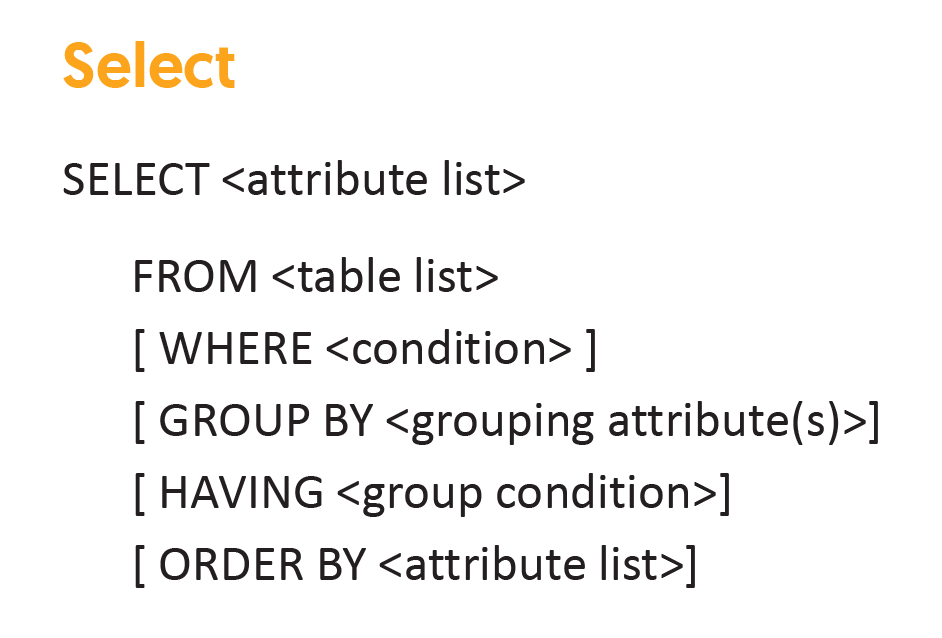 Select
SELECT <attribute list>
FROM <table list>
[ WHERE <condition> ]
[ GROUP BY <grouping attribute(s)>]
[ HAVING <group condition>]
[ ORDER BY <attribute list>]